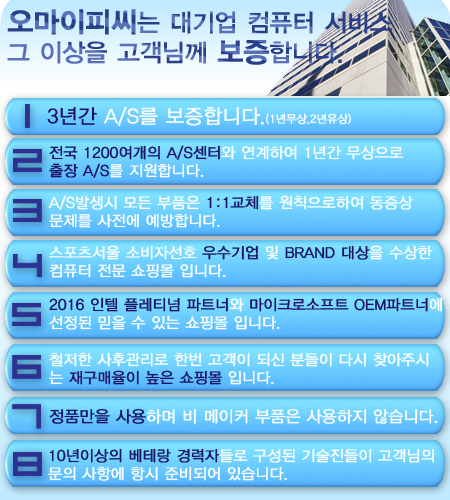 오마이피씨는 대기업 컴퓨터 서비스
그 이상을 고객님께 보증합니다.
1 3년간 A/S를 보증합니다.(1년무상,2년유상)
2 전국 1200여개의 A/S센터와 연계하여 1년간 무상으로
출장 A/S를 지원합니다.
3 A/S발생시 모든 부품은 1:1교체를 원칙으로하여 동증상
문제를 사전에 예방합니다.
4 스포츠서울 소비자선호 우수기업 및 BRAND 대상을 수상한
컴퓨터 전문 쇼핑몰 입니다.
5 2016 인텔 플레티넘 파트너와 마이크로소프트 OEM파트너에
선정된 믿을 수 있는 쇼핑몰 입니다.
6 철저한 사후관리로 한번 고객이 되신 분들이 다시 찾아주시
는 재구매율이 높은 쇼핑몰 입니다.
7 정품만을 사용하며 비 메이커 부품은 사용하지 않습니다.
8 10년이상의 베테랑 경력자들로 구성된 기술진들이 고객님의
문의 사항에 항시 준비되어 있습니다.